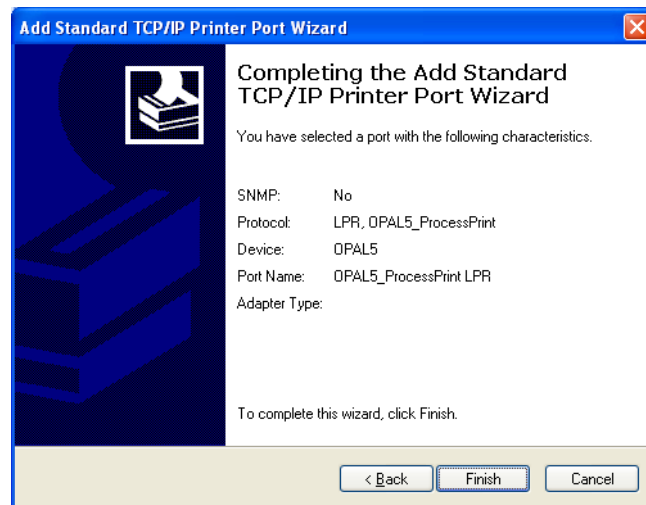 Add Standard TCP/IP Printer Port Wizard
Completing the Add Standard
TCP/IP Printer Port Wizard
You have selected a port with the following characteristics.
SNMP: No
Protocol: LPR, OPAL5_ProcessPrint
Device: OPAL5
Port Name: OPAL5_ProcessPrint LPR
Adapter Type:
To complete this wizard, click Finish.
< Back Finish Cancel